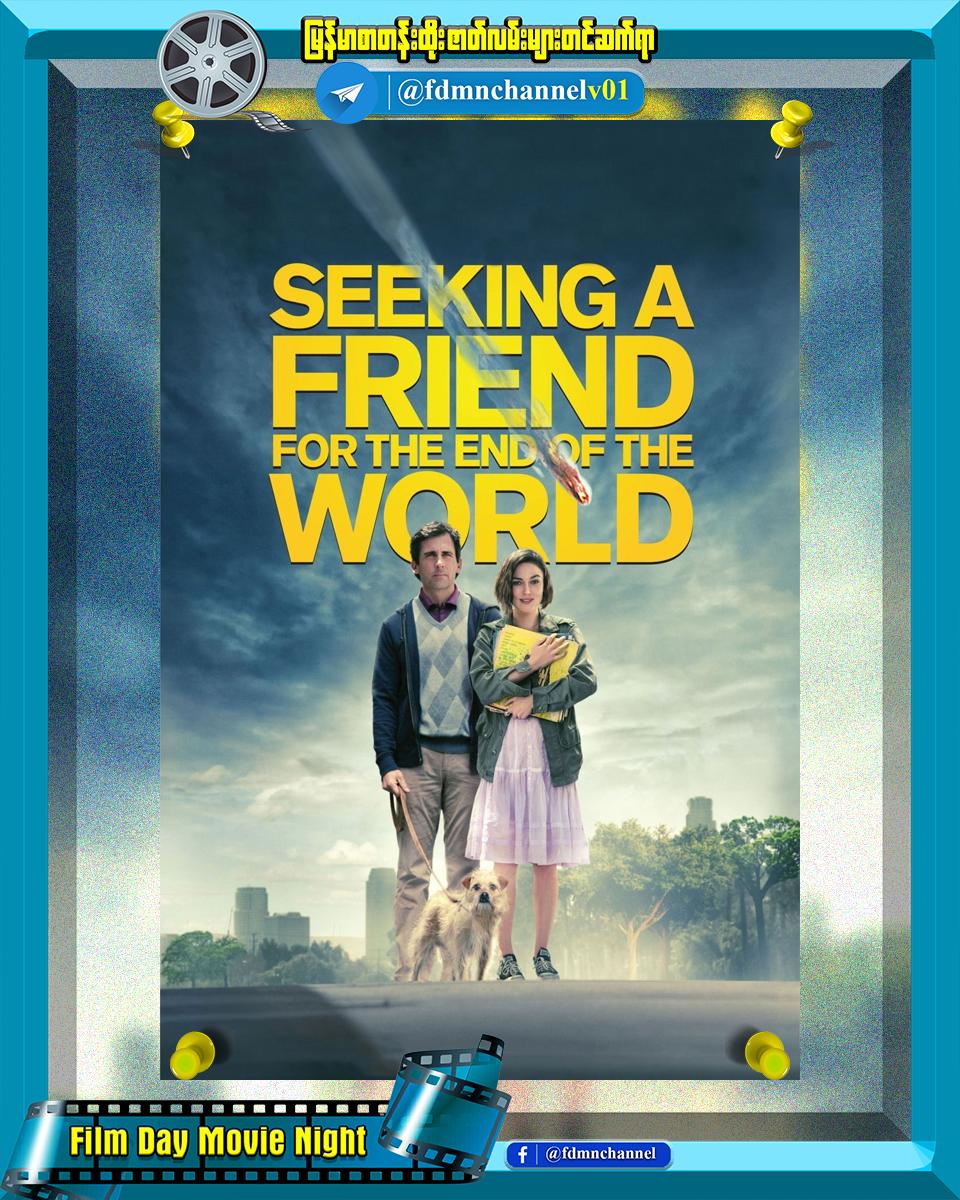 မြန်မာစာတန်းထိုးဇာတ်လမ်းများတင်ဆက်ရာ
@fdmnchannelv01
SEEKING A
FRIEND
FOR THE END OF THE
WORLD
Film Day Movie Night
@fdmnchannel